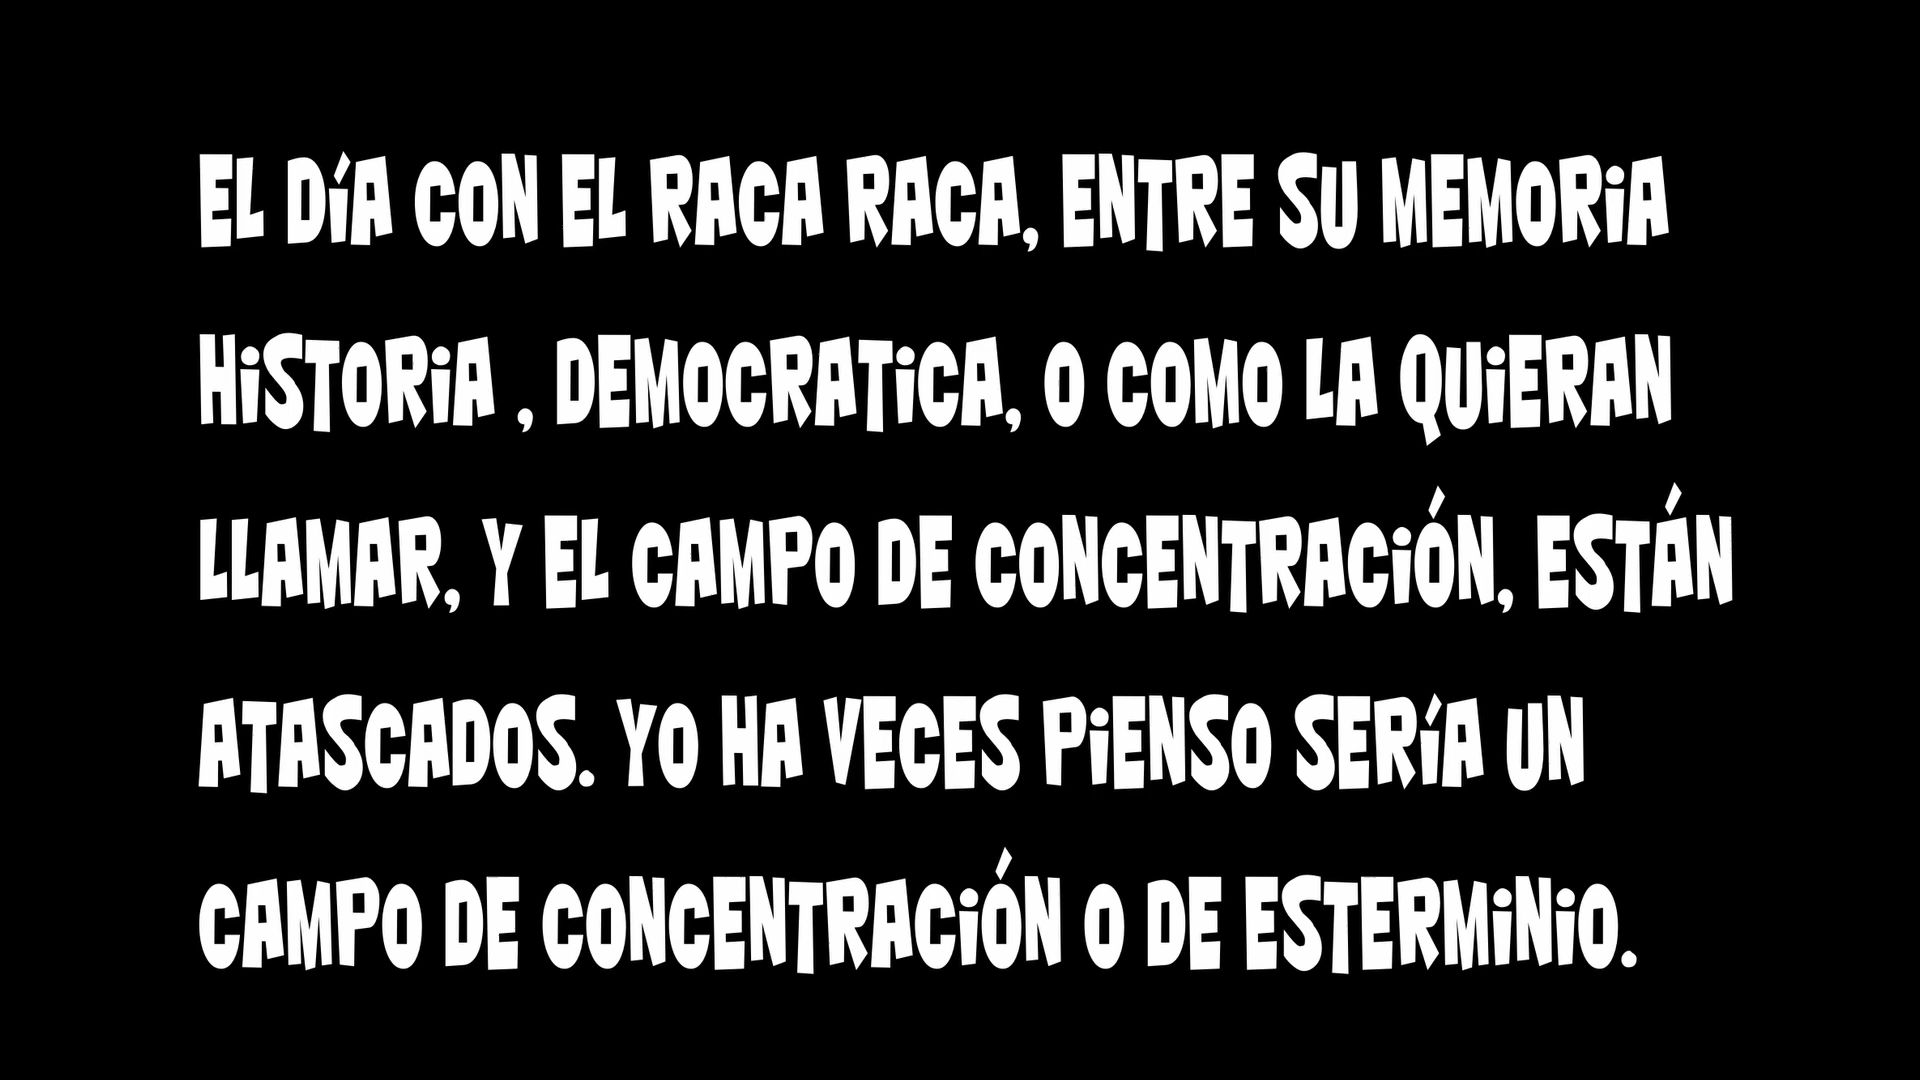 EL DÍA CON EL RACA RACA, ENTRE SU MEMORIA
HISTORIA , DEMOCRATICA, O COMO LA QUIERAN
LLAMAR, Y EL CAMPO DE CONCENTRACIÓN, ESTÁN
ATASCADOS. YO HA VECES PIENSO SERÍA UN
CAMPO DE CONCENTRACIÓN O DE ESTERMINIO.